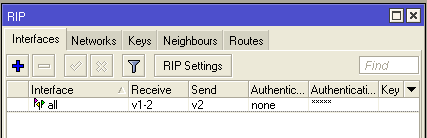 RIP
Interfaces Networks Keys Neighbours Routes
RIP Settings Find
Interface Receive Send Authentic... Authenticati... Key
all v1-2 v2 none *****